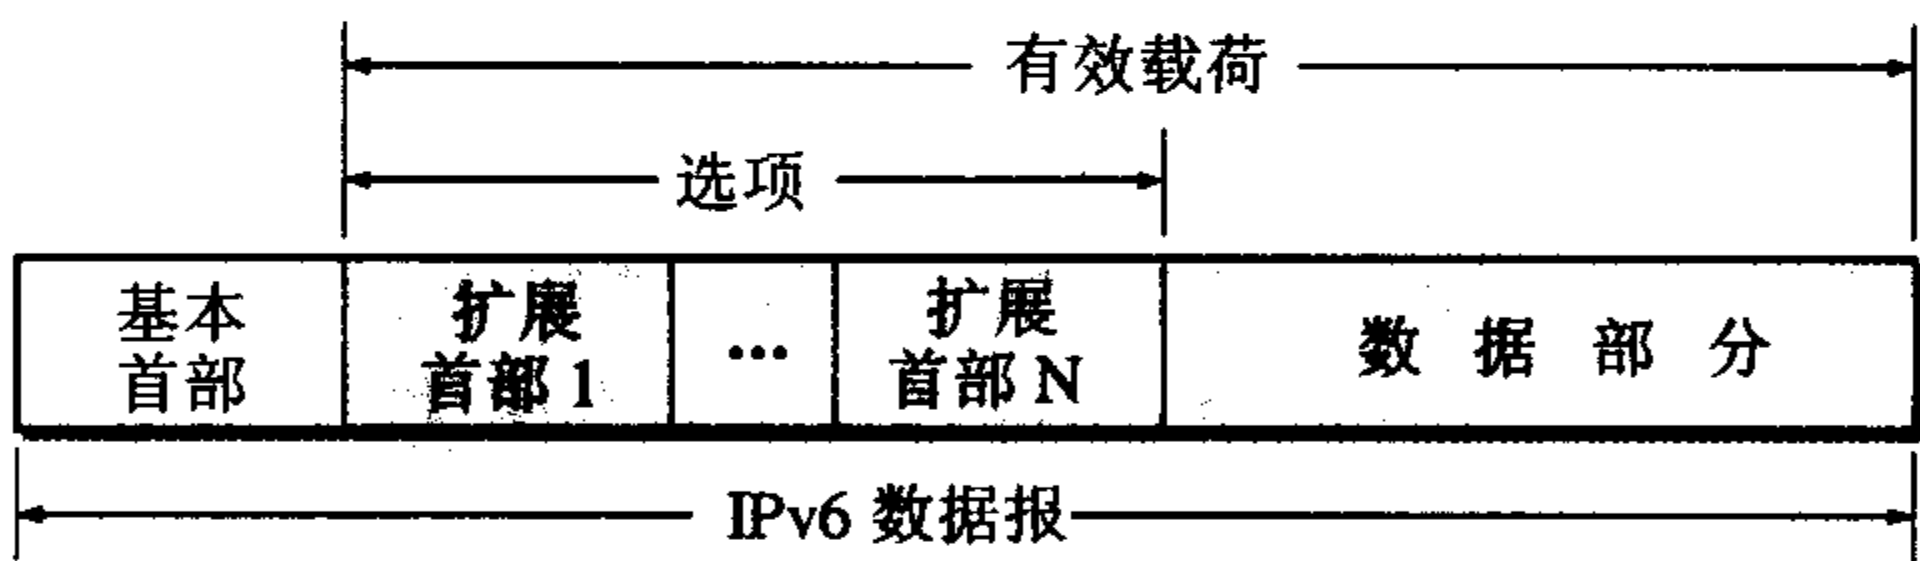 有效载荷
选项
基本 扩展 扩展
首部 首部 1 … 首部 N 数 据 部 分
IPv6 数据报